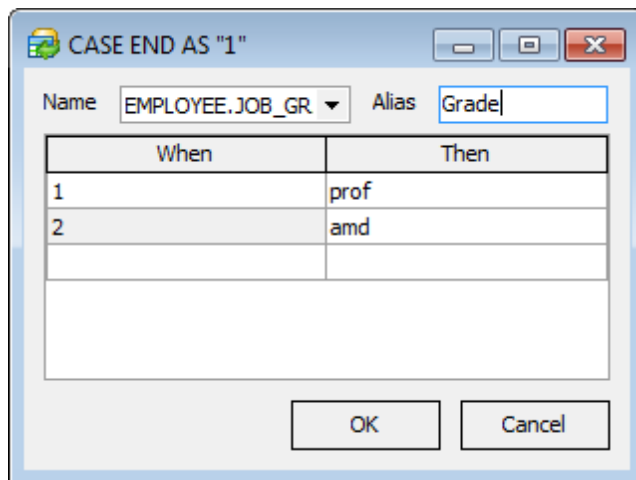 CASE END AS "1"
Name EMPLOYEE.JOB_GR Alias Grade
When Then
1 prof
2 amd
OK Cancel